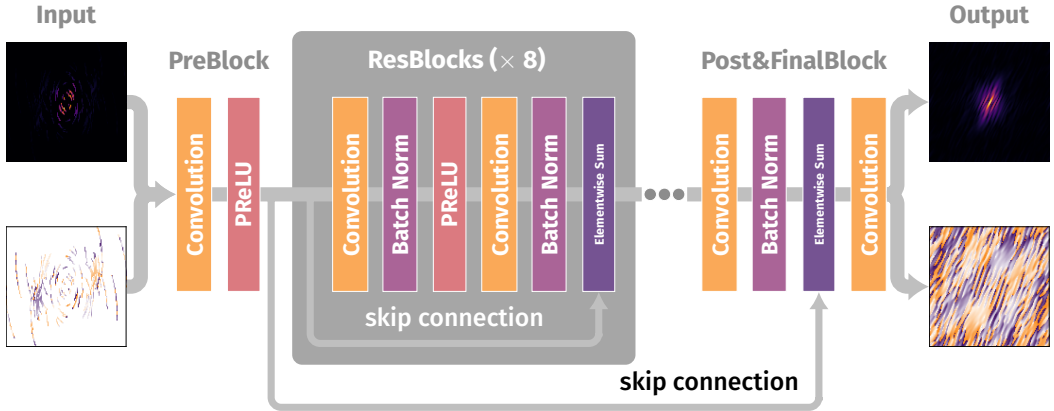 Input
Output
PreBlock
ResBlocks (× 8)
Post&FinalBlock
Convolution
PReLU
Convolution
Batch Norm
PReLU
Convolution
Batch Norm
Elementwise Sum
Convolution
Batch Norm
Elementwise Sum
Convolution
skip connection
skip connection